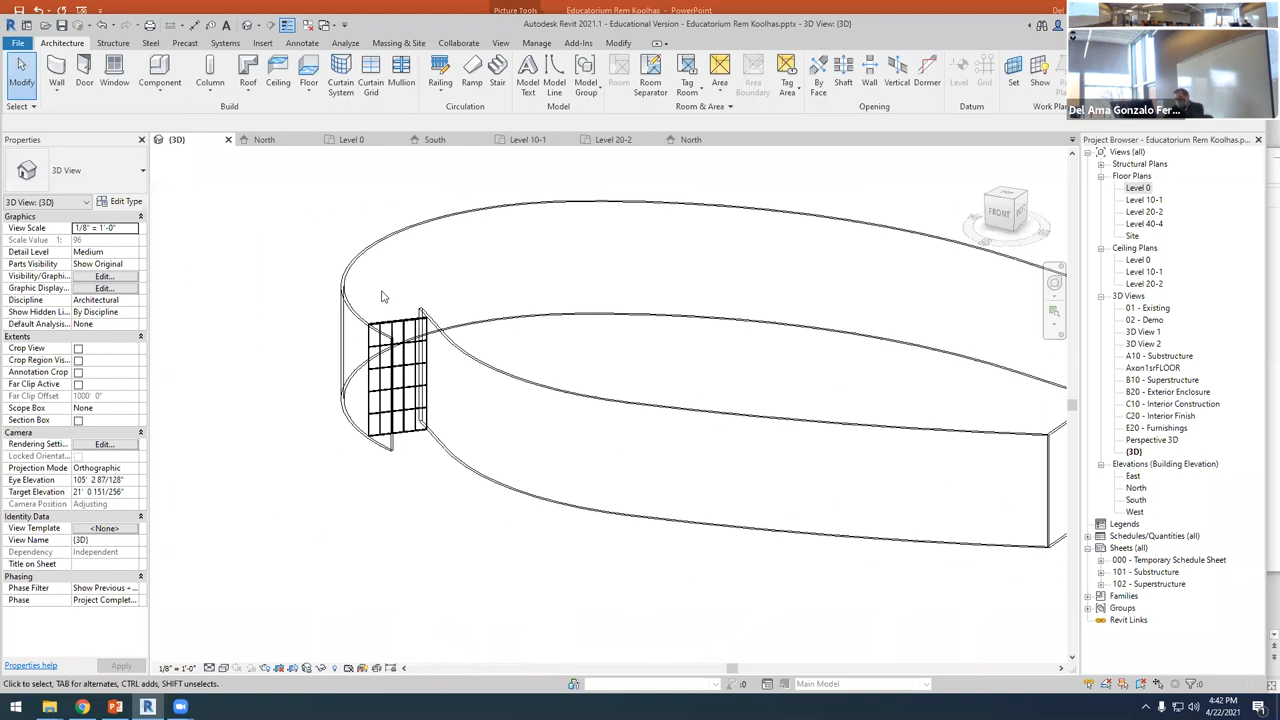 Picture Tools
Educatorium Rem Koolhas.pptx - PowerPoint
Autodesk Revit 2021.1 - Educational Version - Educatorium Rem Koolhas.pptx - 3D View: {3D}
File Architecture Structure Steel Precast Systems Insert Annotate Analyze Massing & Site Collaborate View Manage Add-Ins Modify
Modify Wall Door Window Component Column Roof Ceiling Floor Curtain System Curtain Grid Mullion Railing Ramp Stair Model Text Model Line Model Group Room Room Separator Tag Room Area Area Boundary Tag Area By Face Shaft Wall Vertical Dormer Level Grid Set Show
Select Build Circulation Model Room & Area Opening Datum Work Plane
Del Ama Gonzalo Fer...
Properties
{3D} North Level 0 South Level 10-1 Level 20-2 North
3D View
3D View: {3D} Edit Type
Graphics
View Scale 1/8" = 1'-0"
Scale Value 1: 96
Detail Level Medium
Parts Visibility Show Original
Visibility/Graphi... Edit...
Graphic Display... Edit...
Discipline Architectural
Show Hidden Li... By Discipline
Default Analysis... None
Extents
Crop View
Crop Region Vis...
Annotation Crop
Far Clip Active
Far Clip Offset 1000' 0"
Scope Box None
Section Box
Camera
Rendering Setti... Edit...
Locked Orientat...
Projection Mode Orthographic
Eye Elevation 105' 2 87/128"
Target Elevation 21' 0 151/256"
Camera Position Adjusting
Identity Data
View Template <None>
View Name {3D}
Dependency Independent
Title on Sheet
Phasing
Phase Filter Show Previous + ...
Phase Project Complet...
Properties help Apply
TOP
FRONT
Project Browser - Educatorium Rem Koolhas.p...
Views (all)
Structural Plans
Floor Plans
Level 0
Level 10-1
Level 20-2
Level 40-4
Site
Ceiling Plans
Level 0
Level 10-1
Level 20-2
3D Views
01 - Existing
02 - Demo
3D View 1
3D View 2
A10 - Substructure
Axon1srFLOOR
B10 - Superstructure
B20 - Exterior Enclosure
C10 - Interior Construction
C20 - Interior Finish
E20 - Furnishings
Perspective 3D
{3D}
Elevations (Building Elevation)
East
North
South
West
Legends
Schedules/Quantities (all)
Sheets (all)
000 - Temporary Schedule Sheet
101 - Substructure
102 - Superstructure
Families
Groups
Revit Links
1/8" = 1'-0"
Click to select, TAB for alternates, CTRL adds, SHIFT unselects.
:0
Main Model
:0
4:42 PM
4/22/2021